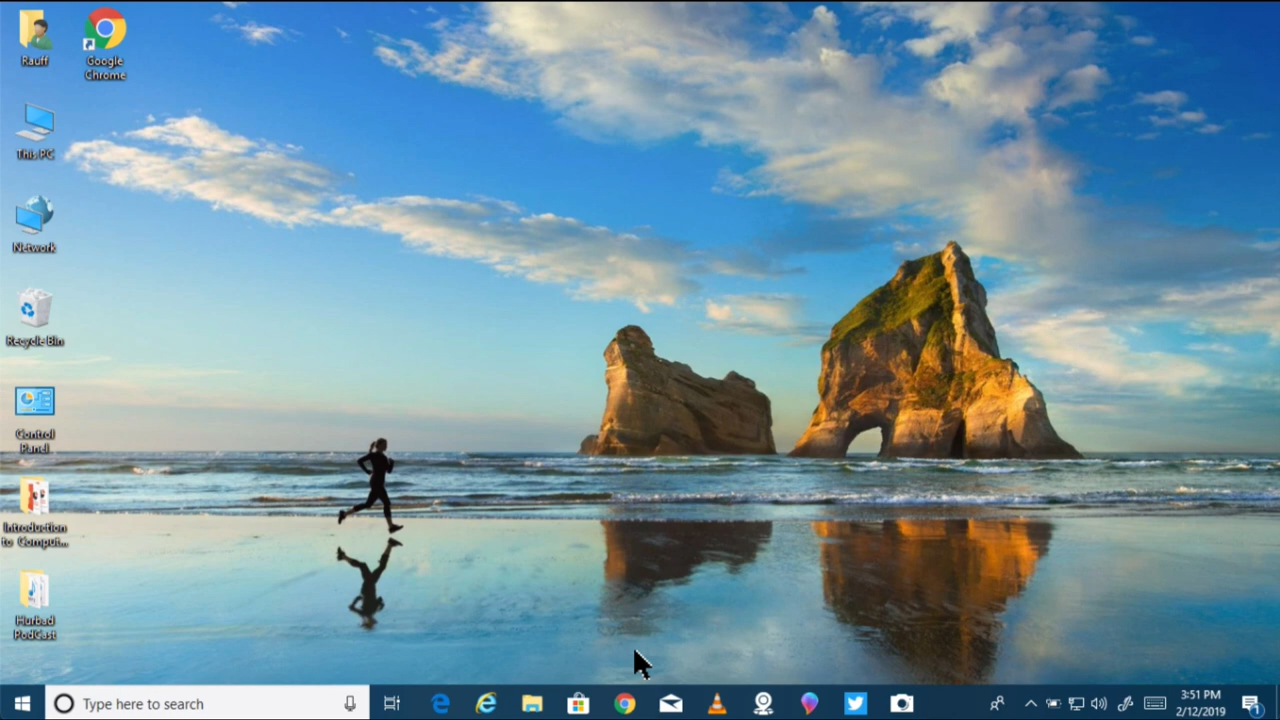 Rauff
Google
Chrome
This PC
Network
Recycle Bin
Control
Panel
Introduction
to Comput...
Hurbad
PodCast
Type here to search
3:51 PM
2/12/2019
1